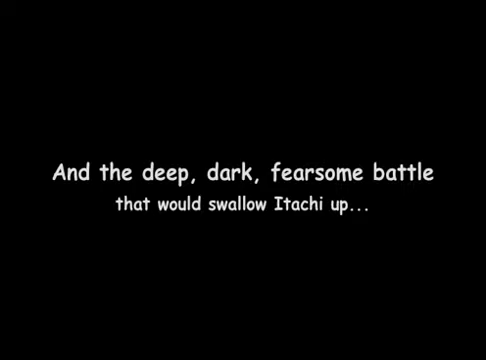 And the deep, dark, fearsome battle
that would swallow Itachi up...